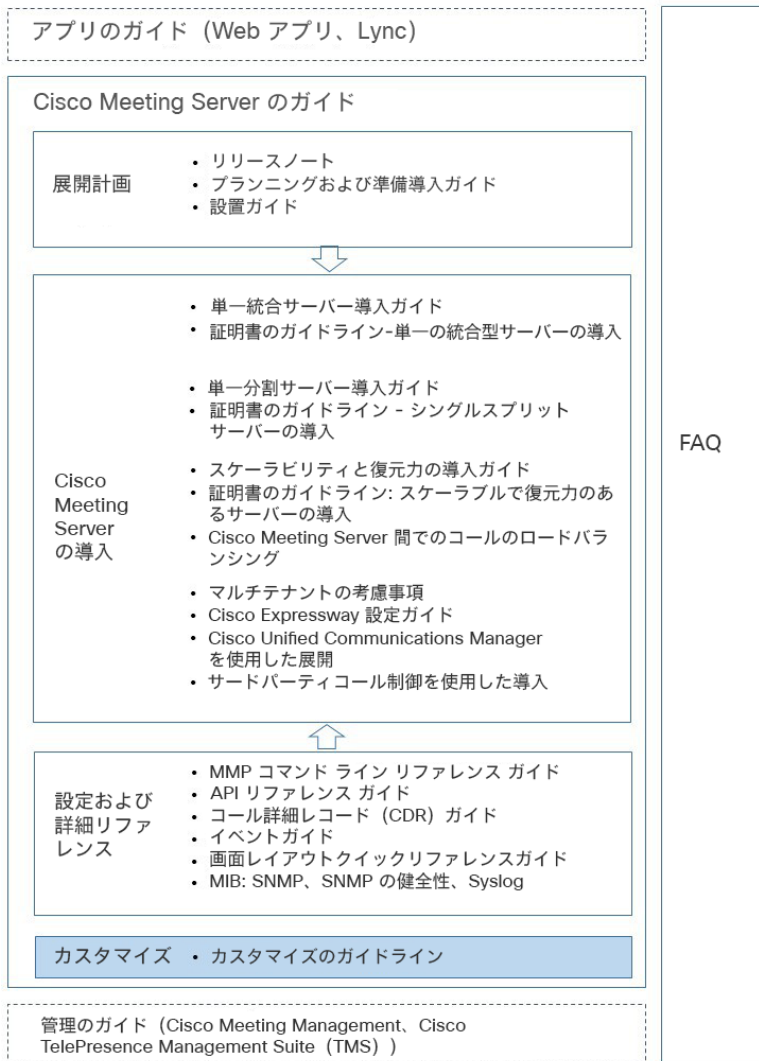 アプリのガイド（Web アプリ、Lync）
Cisco Meeting Server のガイド
展開計画
• リリースノート
• プランニングおよび準備導入ガイド
• 設置ガイド
Cisco
Meeting
Server
の導入
• 単一統合サーバー導入ガイド
• 証明書のガイドライン-単一の統合型サーバーの導入
• 単一分割サーバー導入ガイド
• 証明書のガイドライン - シングルスプリット
サーバーの導入
• スケーラビリティと復元力の導入ガイド
• 証明書のガイドライン: スケーラブルで復元力のあ
るサーバーの導入
• Cisco Meeting Server 間でのコールのロードバラ
ンシング
• マルチテナントの考慮事項
• Cisco Expressway 設定ガイド
• Cisco Unified Communications Manager
を使用した展開
• サードパーティコール制御を使用した導入
設定および
詳細リファ
レンス
• MMP コマンド ライン リファレンス ガイド
• API リファレンス ガイド
• コール詳細レコード（CDR）ガイド
• イベントガイド
• 画面レイアウトクイックリファレンスガイド
• MIB: SNMP、SNMP の健全性、Syslog
カスタマイズ • カスタマイズのガイドライン
管理のガイド（Cisco Meeting Management、Cisco
TelePresence Management Suite（TMS））
FAQ